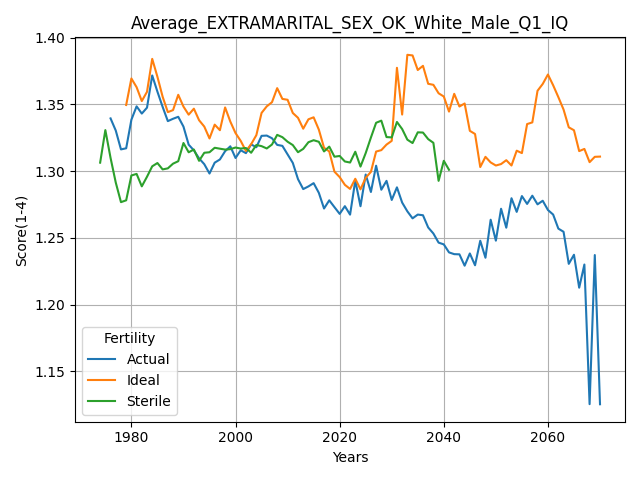 Average_EXTRAMARITAL_SEX_OK_White_Male_Q1_IQ
Score(1-4)
1.40
1.35
1.30
1.25
1.20
1.15
Fertility
Actual
Ideal
Sterile
1980 2000 2020 2040 2060
Years